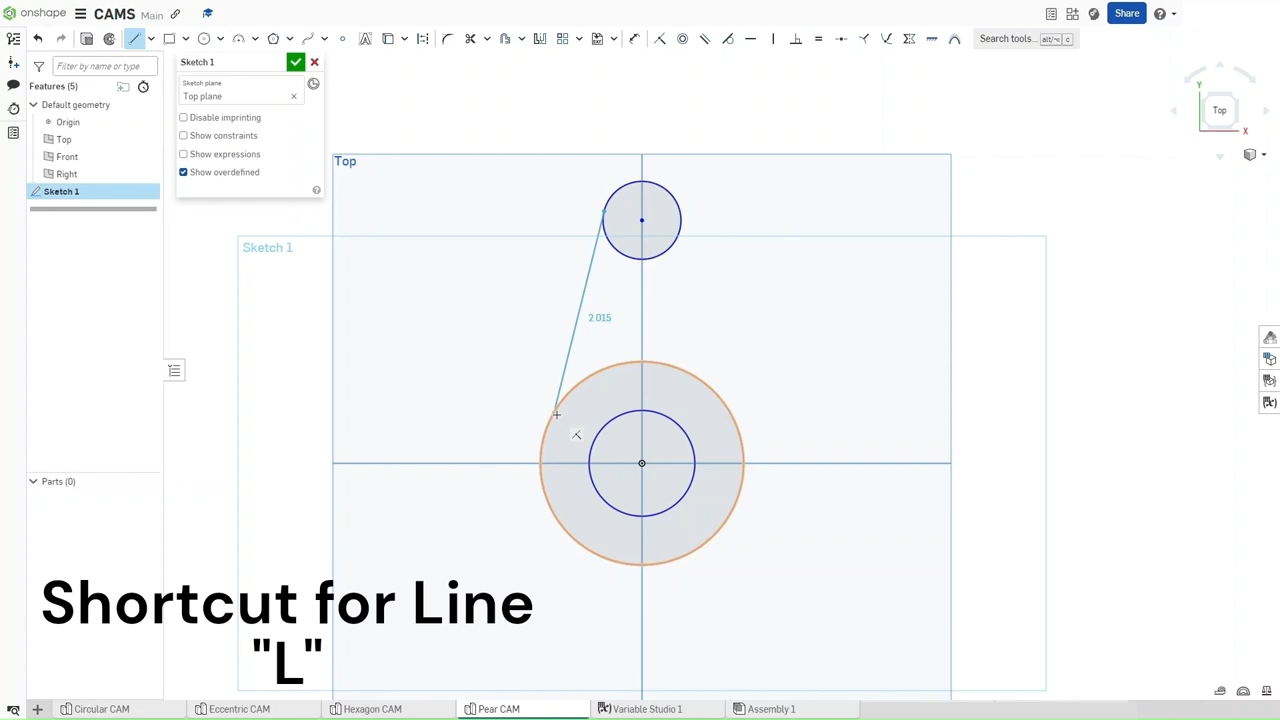 onshape
CAMS Main
Share
Search tools... alt/⌥ c
Filter by name or type
Features (5)
Default geometry
Origin
Top
Front
Right
Sketch 1
Sketch 1
Sketch plane
Top plane
Disable imprinting
Show constraints
Show expressions
Show overdefined
Y
Top
X
Top
Sketch 1
2.015
Parts (0)
Shortcut for Line
"L"
Circular CAM
Eccentric CAM
Hexagon CAM
Pear CAM
Variable Studio 1
Assembly 1